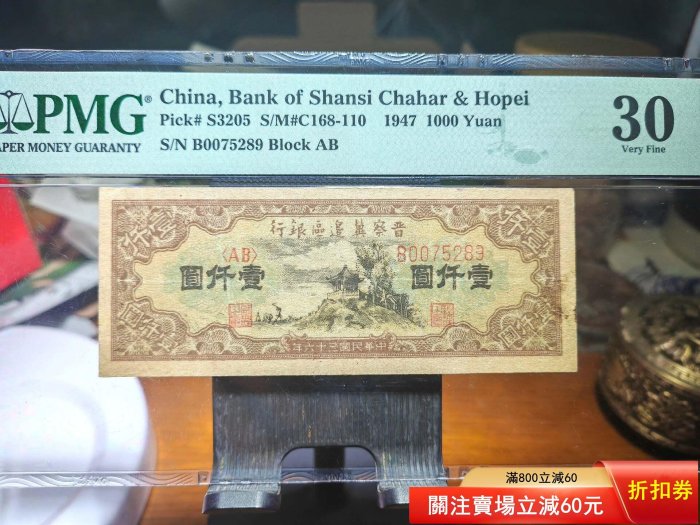 PMG®
PAPER MONEY GUARANTY
China, Bank of Shansi Chahar & Hopei
Pick# S3205 S/M#C168-110 1947 1000 Yuan
S/N B0075289 Block AB
30
Very Fine
行銀區邊冀察晉
〈AB〉
B0075289
圓仟壹
圓仟壹
年六十三國民華中
滿800立減60
關注賣場立減60元
折扣券